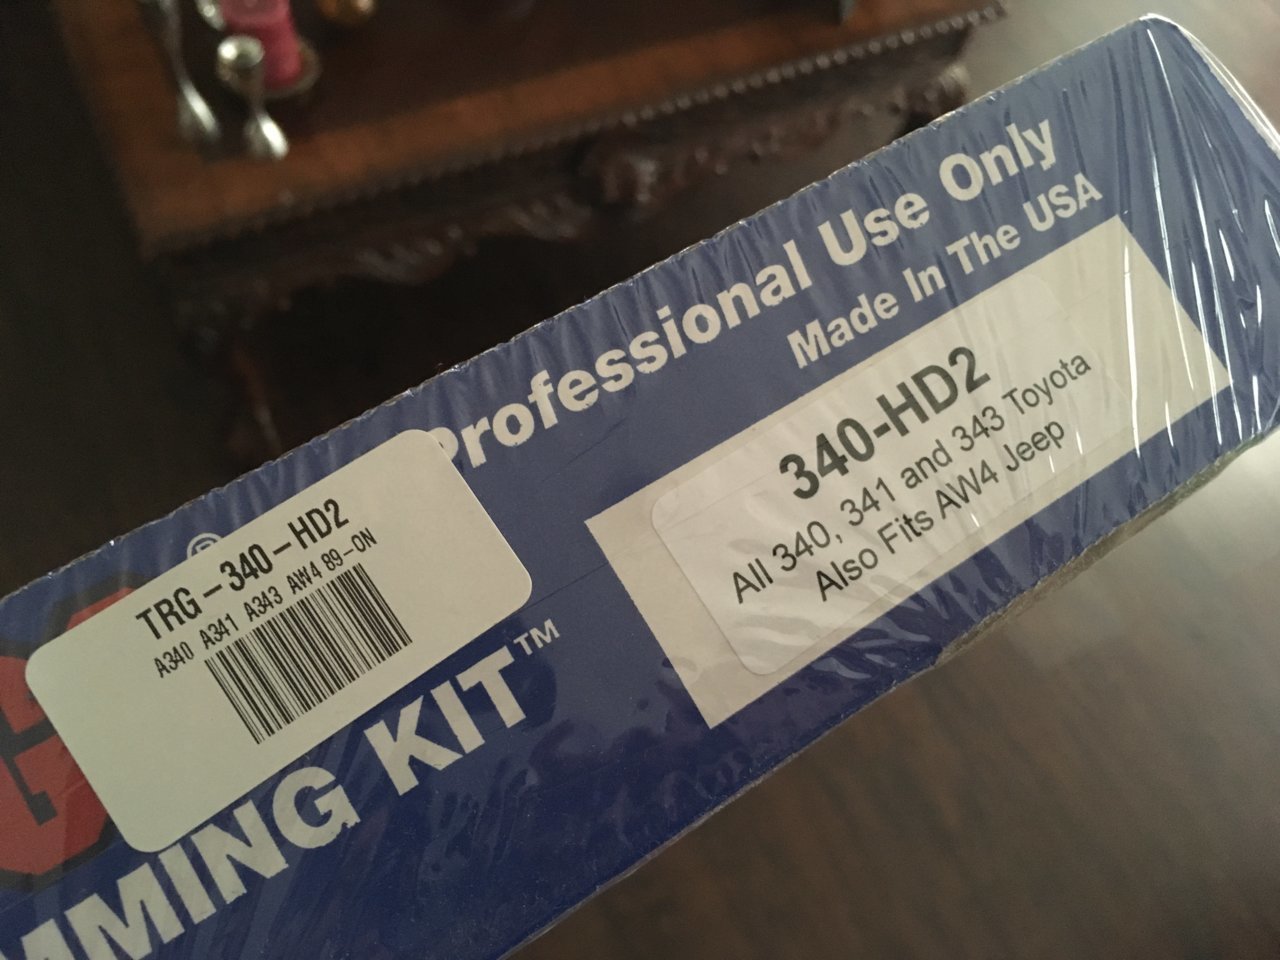 Professional Use Only
Made In The USA
340-HD2
All 340, 341 and 343 Toyota
Also Fits AW4 Jeep
®
TRG-340-HD2
A340 A341 A343 AW4 89-ON
G
MMING KIT™